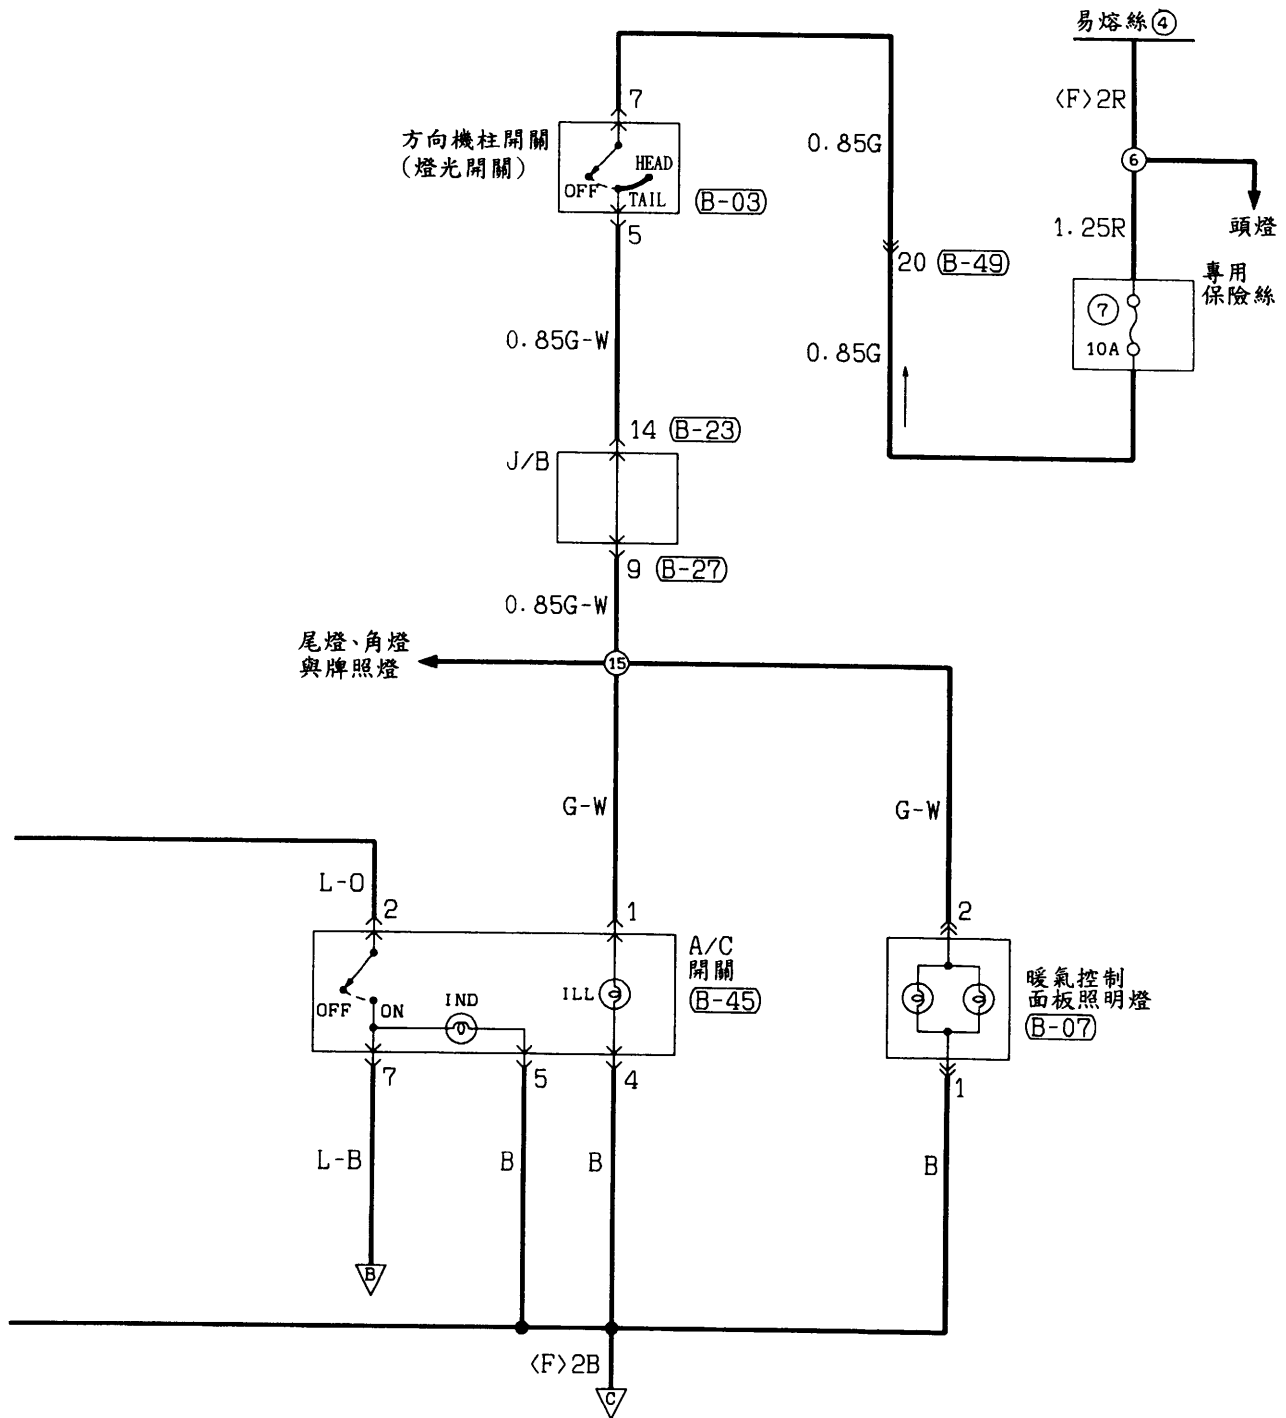 易熔絲④
〈F〉2R
7
方向機柱開關
(燈光開關)
HEAD
OFF
TAIL
B-03
5
0.85G
6
頭燈
1.25R
20 B-49
專用
保險絲
7
10A
0.85G-W
0.85G
14 B-23
J/B
9 B-27
0.85G-W
尾燈、角燈
與牌照燈
15
G-W
G-W
L-O
2
1
2
A/C
開關
B-45
OFF
ON
IND
ILL
暖氣控制
面板照明燈
B-07
7
5
4
1
L-B
B
B
B
B
〈F〉2B
C